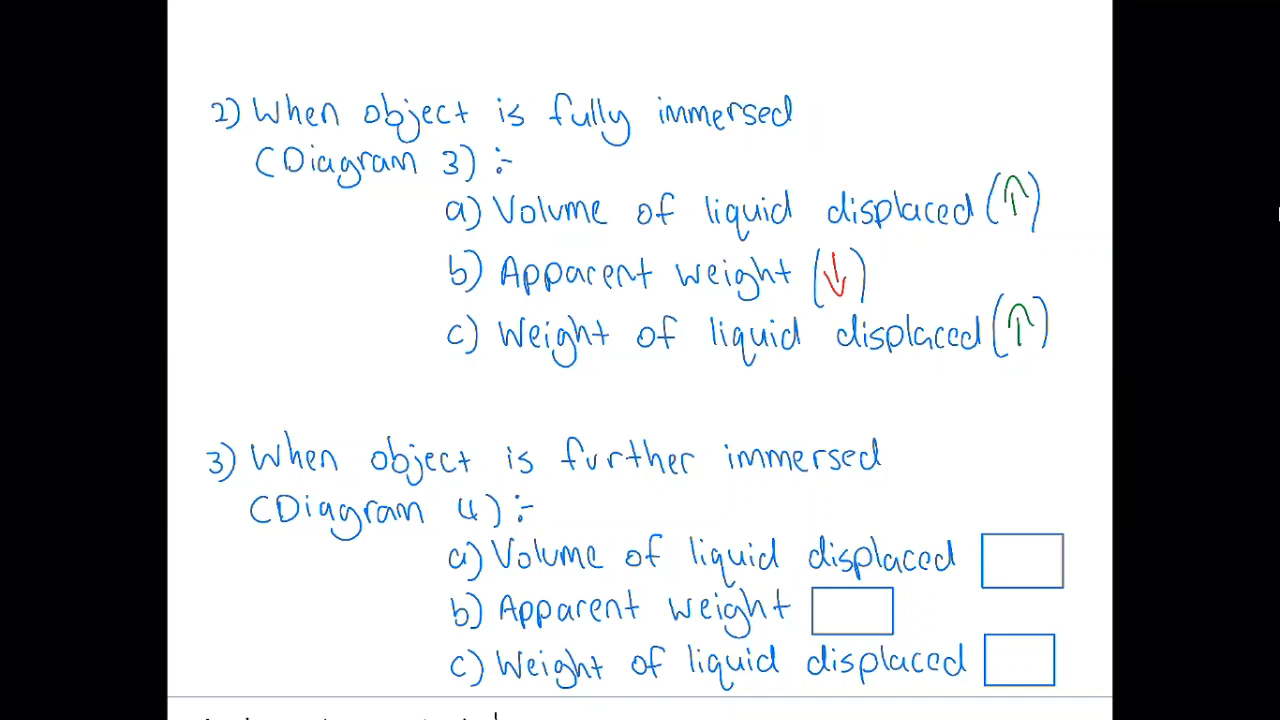 2) When object is fully immersed
(Diagram 3) :-
a) Volume of liquid displaced (↑)
b) Apparent weight (↓)
c) Weight of liquid displaced (↑)
3) When object is further immersed
(Diagram 4) :-
a) Volume of liquid displaced
b) Apparent weight
c) Weight of liquid displaced